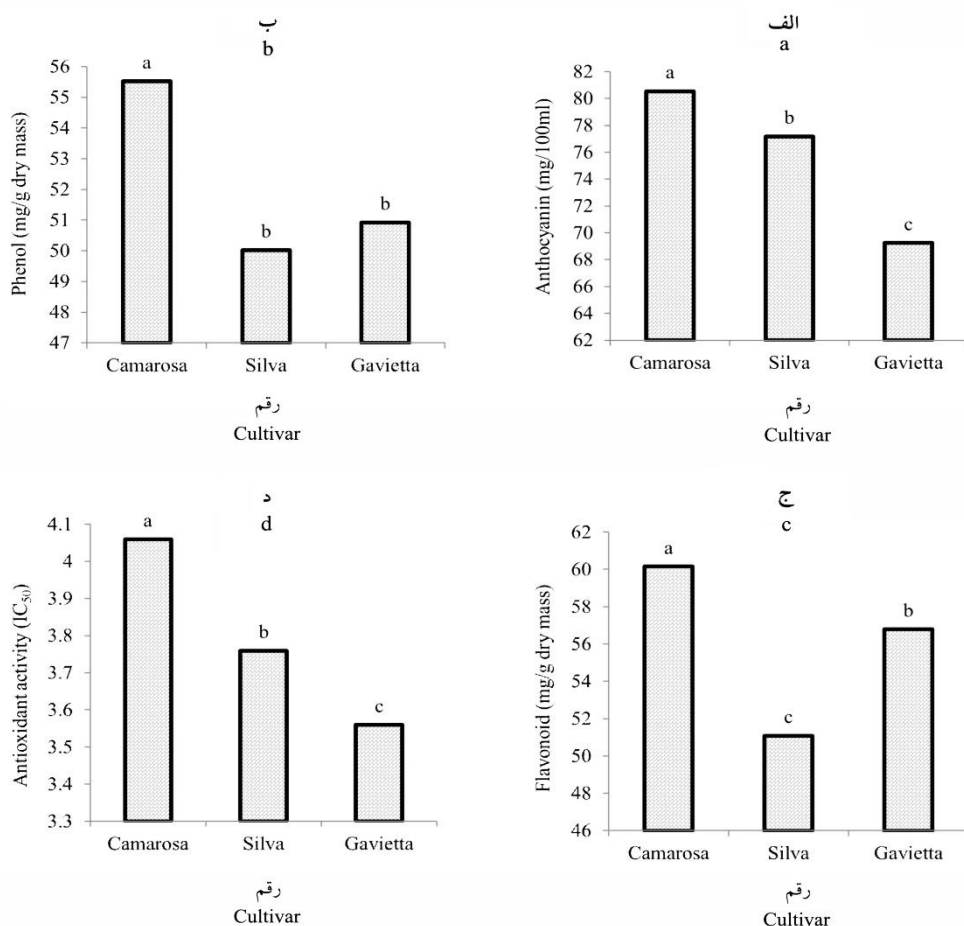 ب
b
Phenol (mg/g dry mass)
56
55
54
53
52
51
50
49
48
47
a
b
b
Camarosa Silva Gavietta
رقم
Cultivar
الف
a
Anthocyanin (mg/100ml)
82
80
78
76
74
72
70
68
66
64
62
a
b
c
Camarosa Silva Gavietta
رقم
Cultivar
د
d
Antioxidant activity (IC₅₀)
4.1
4
3.9
3.8
3.7
3.6
3.5
3.4
3.3
a
b
c
Camarosa Silva Gavietta
رقم
Cultivar
ج
c
Flavonoid (mg/g dry mass)
62
60
58
56
54
52
50
48
46
a
c
b
Camarosa Silva Gavietta
رقم
Cultivar